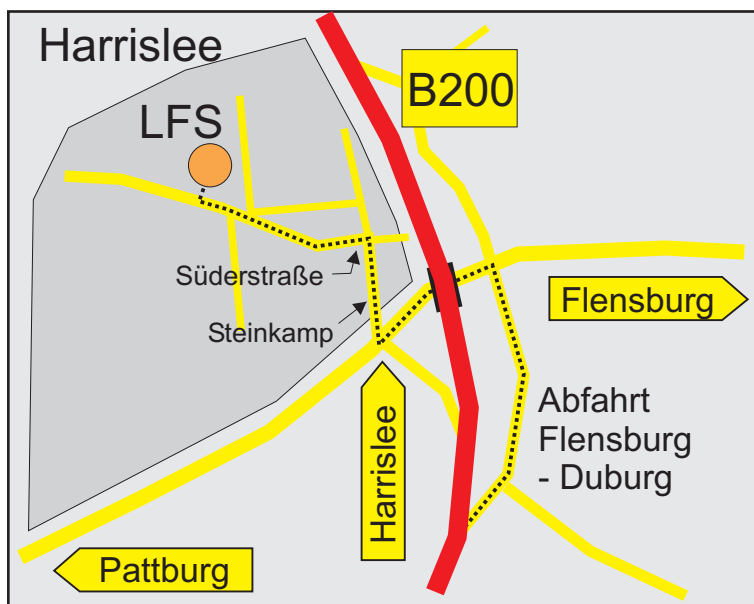 Harrislee
B200
LFS
Süderstraße
Flensburg
Steinkamp
Harrislee
Abfahrt
Flensburg
- Duburg
Pattburg